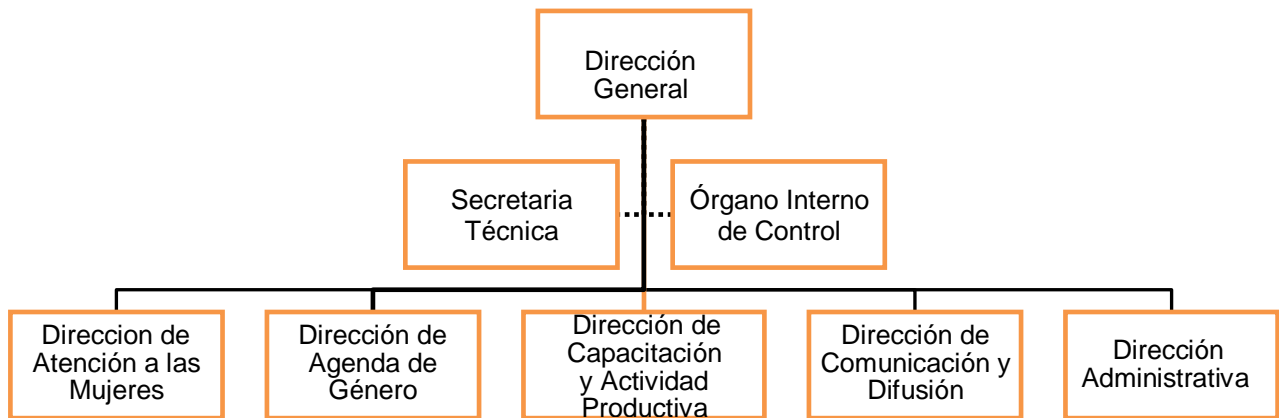 Dirección
General
Secretaria
Técnica
Órgano Interno
de Control
Direccion de
Atención a las
Mujeres
Dirección de
Agenda de
Género
Dirección de
Capacitación
y Actividad
Productiva
Dirección de
Comunicación y
Difusión
Dirección
Administrativa